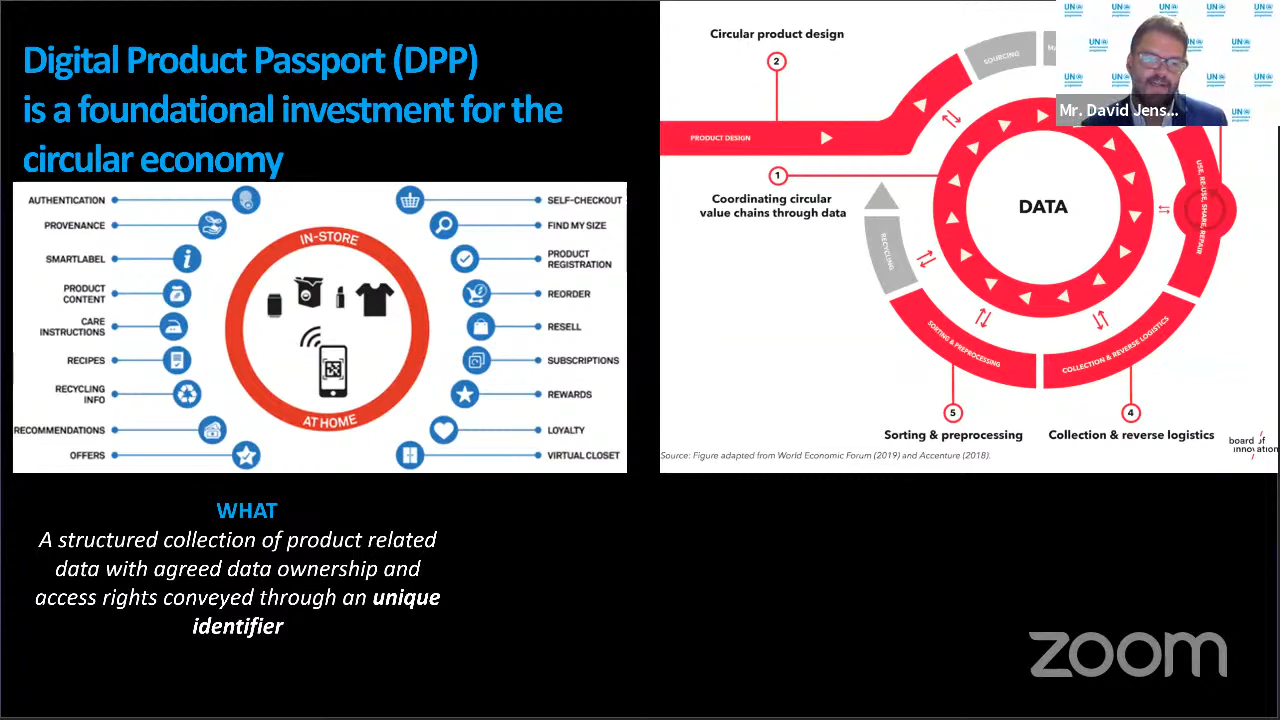 Digital Product Passport (DPP)
is a foundational investment for the
circular economy
AUTHENTICATION
PROVENANCE
SMARTLABEL
PRODUCT
CONTENT
CARE
INSTRUCTIONS
RECIPES
RECYCLING
INFO
RECOMMENDATIONS
OFFERS
IN-STORE
AT HOME
SELF-CHECKOUT
FIND MY SIZE
PRODUCT
REGISTRATION
REORDER
RESELL
SUBSCRIPTIONS
REWARDS
LOYALTY
VIRTUAL CLOSET
WHAT
A structured collection of product related
data with agreed data ownership and
access rights conveyed through an unique
identifier
Circular product design
2
PRODUCT DESIGN
SOURCING
MA
1
Coordinating circular
value chains through data
DATA
USE, RE-USE, SHARE, REPAIR
RECYCLING
SORTING & PREPROCESSING
COLLECTION & REVERSE LOGISTICS
5
4
Sorting & preprocessing
Collection & reverse logistics
Source: Figure adapted from World Economic Forum (2019) and Accenture (2018).
board of
innovation
Mr. David Jens...
zoom